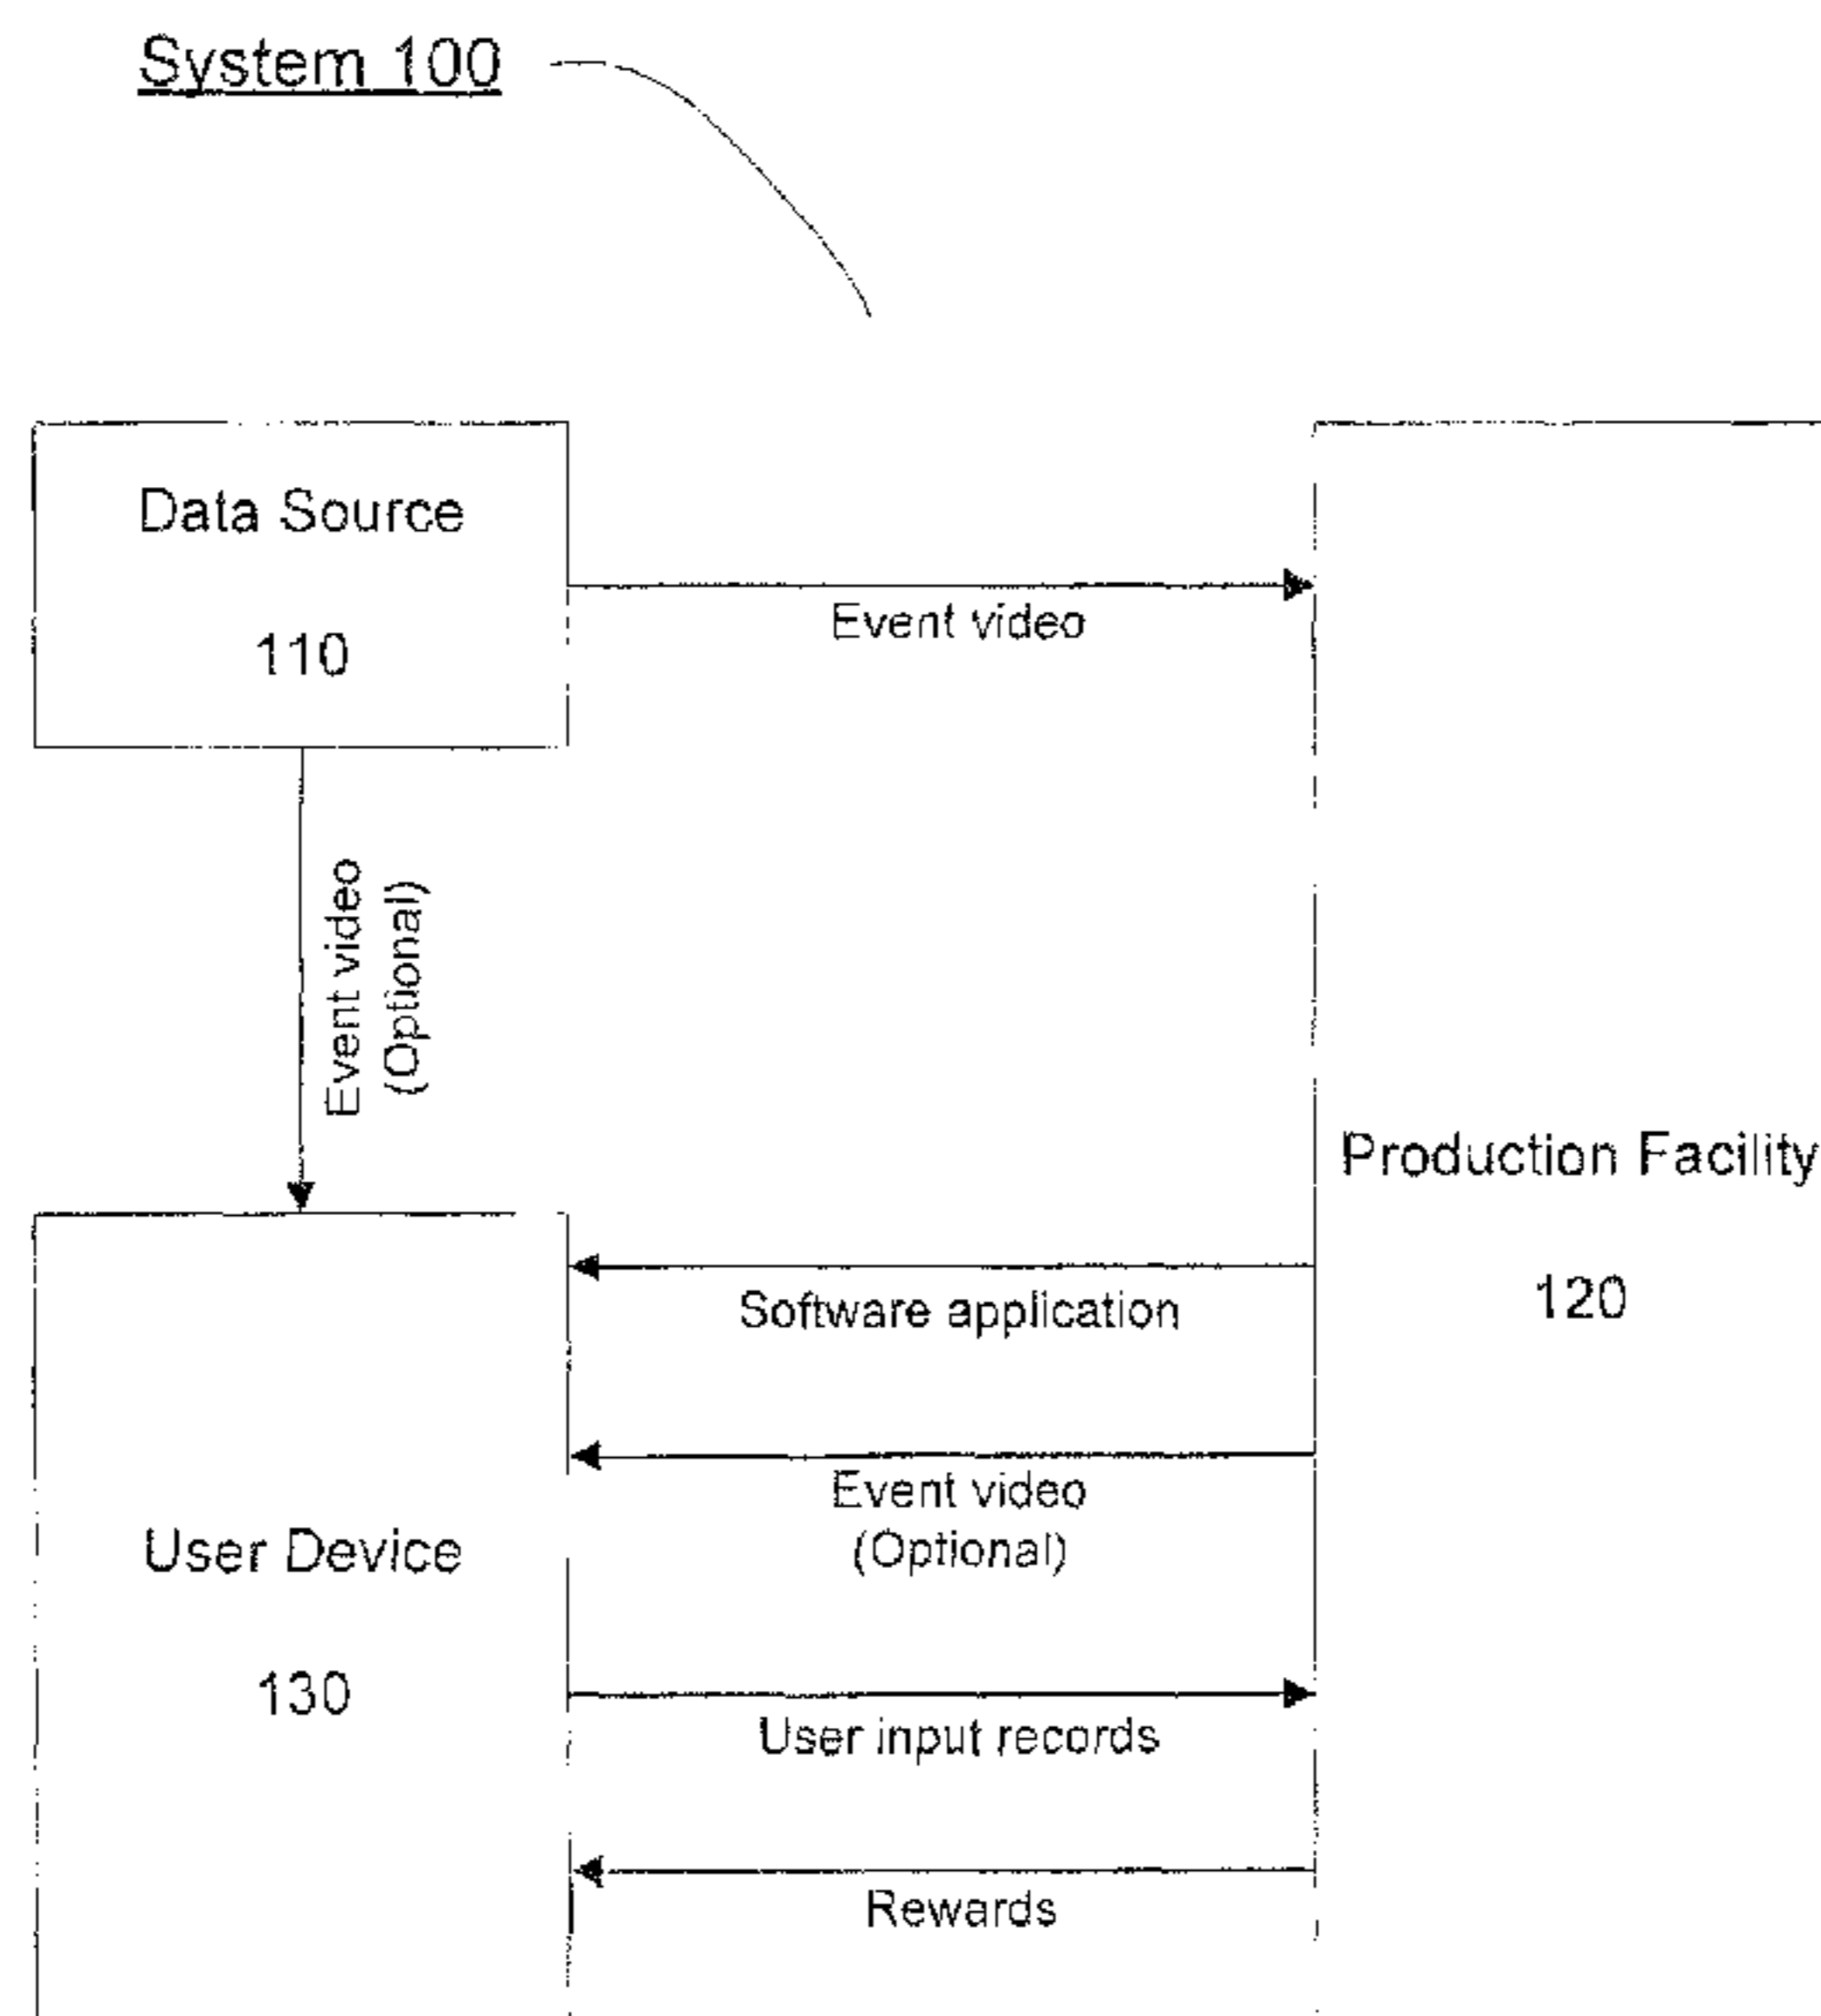 System 100
Data Source
110
Event video
Event video
(Optional)
Production Facility
120
Software application
Event video
(Optional)
User Device
130
User input records
Rewards